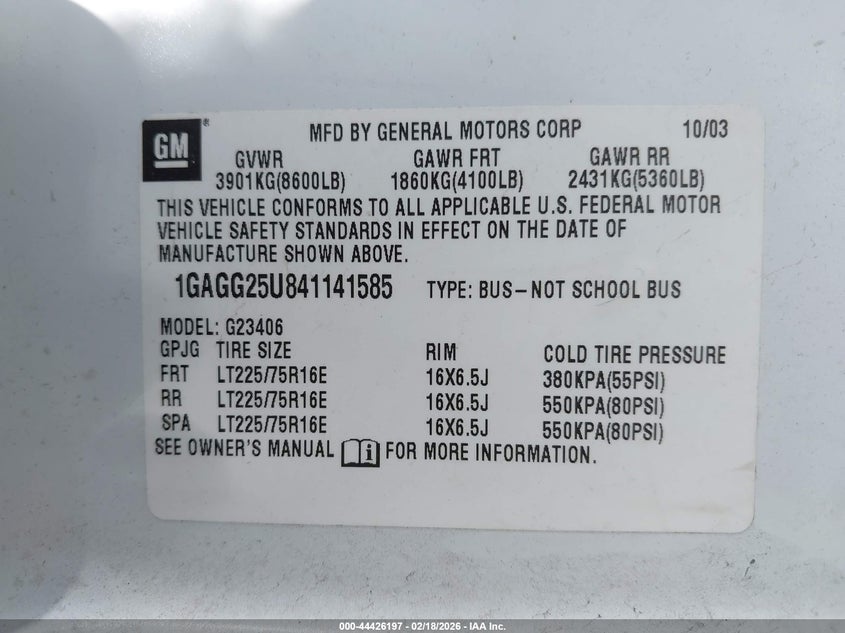 GM®
MFD BY GENERAL MOTORS CORP 10/03
GVWR GAWR FRT GAWR RR
3901KG(8600LB) 1860KG(4100LB) 2431KG(5360LB)
THIS VEHICLE CONFORMS TO ALL APPLICABLE U.S. FEDERAL MOTOR
VEHICLE SAFETY STANDARDS IN EFFECT ON THE DATE OF
MANUFACTURE SHOWN ABOVE.
1GAGG25U841141585 TYPE: BUS-NOT SCHOOL BUS
MODEL: G23406
GPJG TIRE SIZE RIM COLD TIRE PRESSURE
FRT LT225/75R16E 16X6.5J 380KPA(55PSI)
RR LT225/75R16E 16X6.5J 550KPA(80PSI)
SPA LT225/75R16E 16X6.5J 550KPA(80PSI)
SEE OWNER'S MANUAL i FOR MORE INFORMATION.
000-44426197 - 02/18/2026 - IAA Inc.